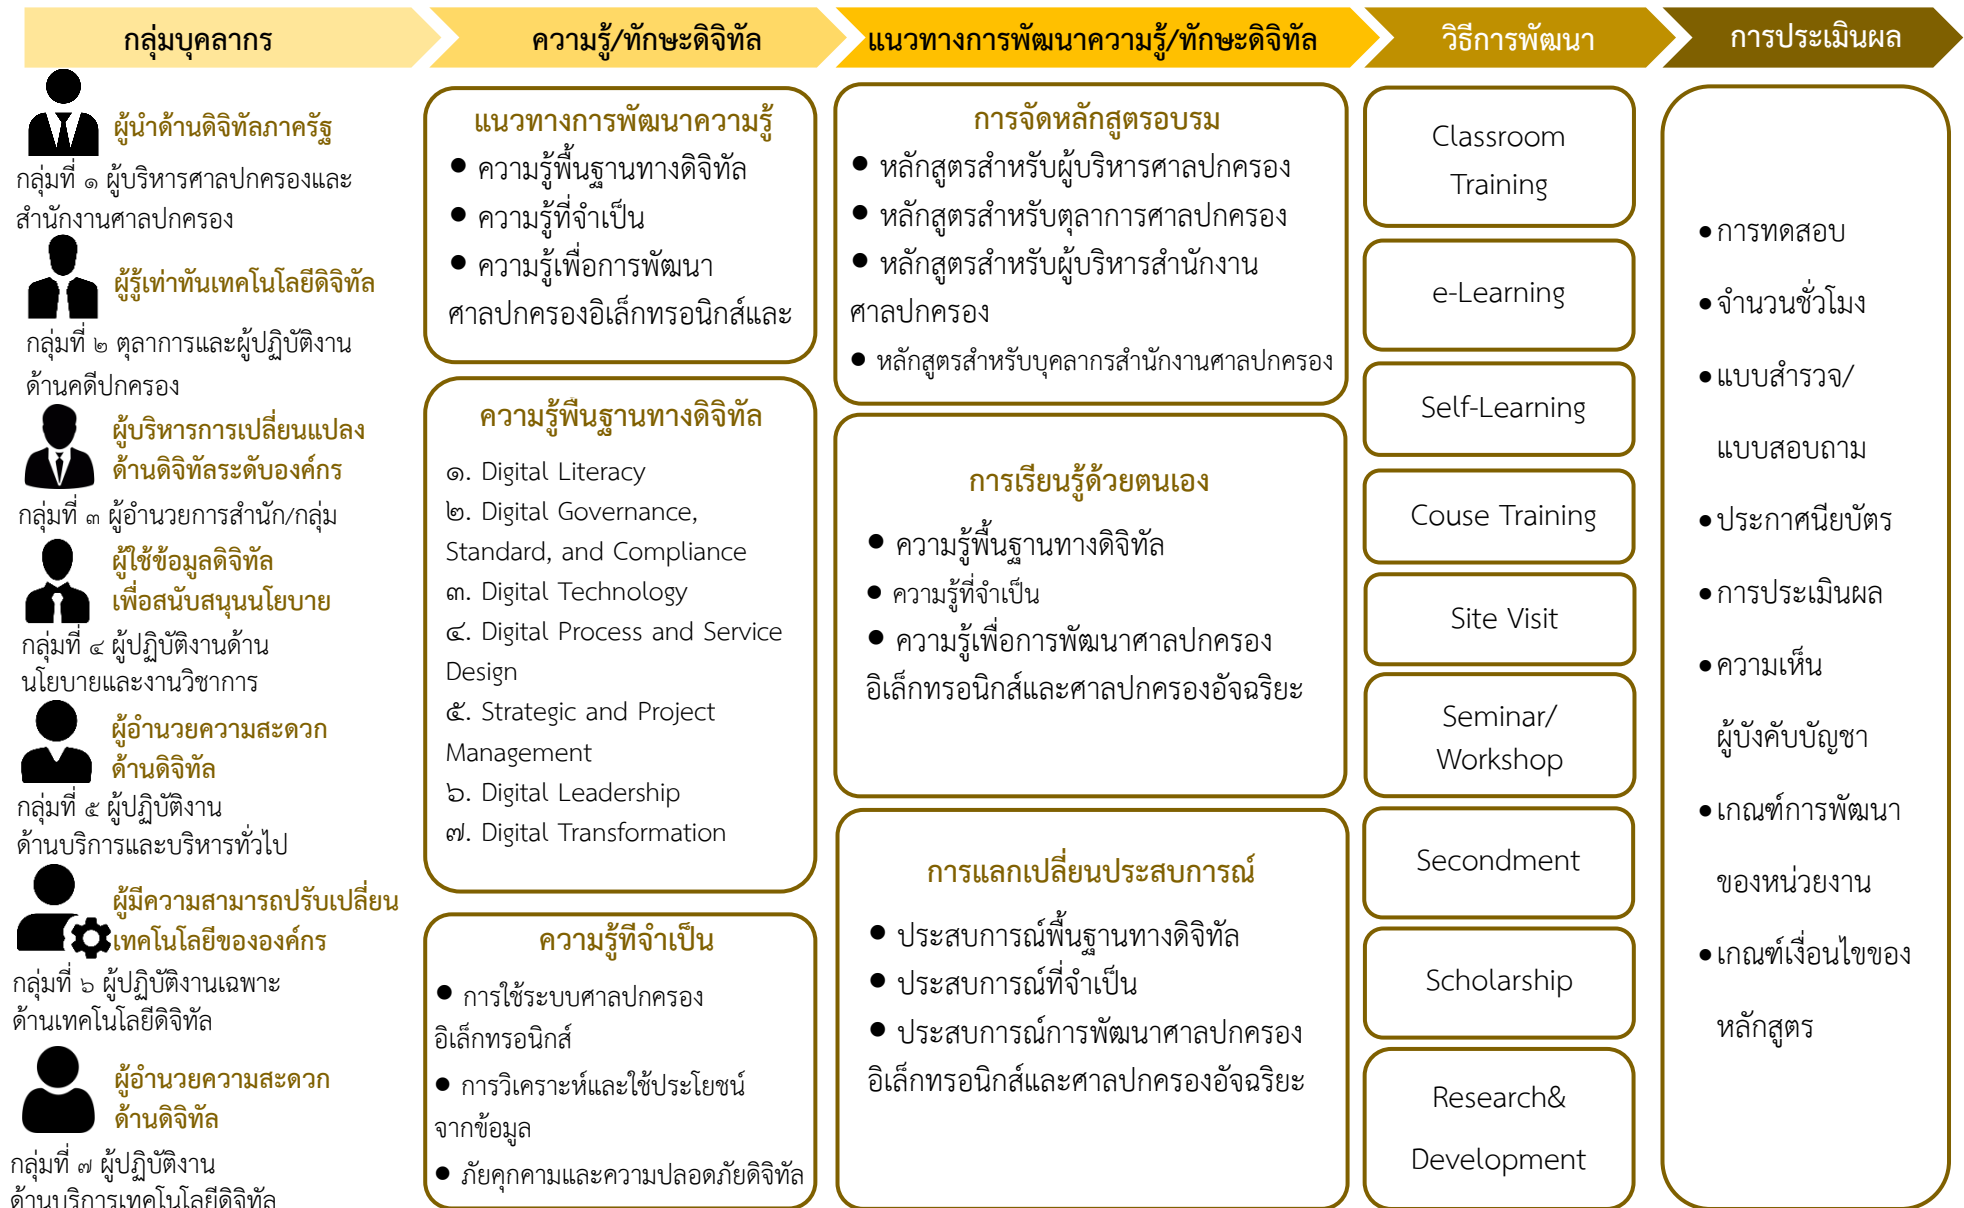 กลุ่มบุคลากร
ความรู้/ทักษะดิจิทัล
แนวทางการพัฒนาความรู้/ทักษะดิจิทัล
วิธีการพัฒนา
การประเมินผล
ผู้นำด้านดิจิทัลภาครัฐ
กลุ่มที่ ๑ ผู้บริหารศาลปกครองและ
สำนักงานศาลปกครอง
ผู้รู้เท่าทันเทคโนโลยีดิจิทัล
กลุ่มที่ ๒ ตุลาการและผู้ปฏิบัติงาน
ด้านคดีปกครอง
ผู้บริหารการเปลี่ยนแปลง
ด้านดิจิทัลระดับองค์กร
กลุ่มที่ ๓ ผู้อำนวยการสำนัก/กลุ่ม
ผู้ใช้ข้อมูลดิจิทัล
เพื่อสนับสนุนนโยบาย
กลุ่มที่ ๔ ผู้ปฏิบัติงานด้าน
นโยบายและงานวิชาการ
ผู้อำนวยความสะดวก
ด้านดิจิทัล
กลุ่มที่ ๕ ผู้ปฏิบัติงาน
ด้านบริการและบริหารทั่วไป
ผู้มีความสามารถปรับเปลี่ยน
เทคโนโลยีขององค์กร
กลุ่มที่ ๖ ผู้ปฏิบัติงานเฉพาะ
ด้านเทคโนโลยีดิจิทัล
ผู้อำนวยความสะดวก
ด้านดิจิทัล
กลุ่มที่ ๗ ผู้ปฏิบัติงาน
ด้านบริการเทคโนโลยีดิจิทัล
แนวทางการพัฒนาความรู้
● ความรู้พื้นฐานทางดิจิทัล
● ความรู้ที่จำเป็น
● ความรู้เพื่อการพัฒนา
ศาลปกครองอิเล็กทรอนิกส์และ
ความรู้พื้นฐานทางดิจิทัล
๑. Digital Literacy
๒. Digital Governance,
Standard, and Compliance
๓. Digital Technology
๔. Digital Process and Service
Design
๕. Strategic and Project
Management
๖. Digital Leadership
๗. Digital Transformation
ความรู้ที่จำเป็น
● การใช้ระบบศาลปกครอง
อิเล็กทรอนิกส์
● การวิเคราะห์และใช้ประโยชน์
จากข้อมูล
● ภัยคุกคามและความปลอดภัยดิจิทัล
การจัดหลักสูตรอบรม
● หลักสูตรสำหรับผู้บริหารศาลปกครอง
● หลักสูตรสำหรับตุลาการศาลปกครอง
● หลักสูตรสำหรับผู้บริหารสำนักงาน
ศาลปกครอง
● หลักสูตรสำหรับบุคลากรสำนักงานศาลปกครอง
การเรียนรู้ด้วยตนเอง
● ความรู้พื้นฐานทางดิจิทัล
● ความรู้ที่จำเป็น
● ความรู้เพื่อการพัฒนาศาลปกครอง
อิเล็กทรอนิกส์และศาลปกครองอัจฉริยะ
การแลกเปลี่ยนประสบการณ์
● ประสบการณ์พื้นฐานทางดิจิทัล
● ประสบการณ์ที่จำเป็น
● ประสบการณ์การพัฒนาศาลปกครอง
อิเล็กทรอนิกส์และศาลปกครองอัจฉริยะ
Classroom
Training
e-Learning
Self-Learning
Couse Training
Site Visit
Seminar/
Workshop
Secondment
Scholarship
Research&
Development
● การทดสอบ
● จำนวนชั่วโมง
● แบบสำรวจ/
แบบสอบถาม
● ประกาศนียบัตร
● การประเมินผล
● ความเห็น
ผู้บังคับบัญชา
● เกณฑ์การพัฒนา
ของหน่วยงาน
● เกณฑ์เงื่อนไขของ
หลักสูตร